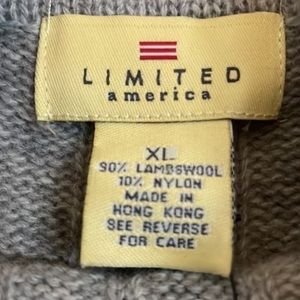 LIMITED
america
XL
90% LAMBSWOOL
10% NYLON
MADE IN
HONG KONG
SEE REVERSE
FOR CARE